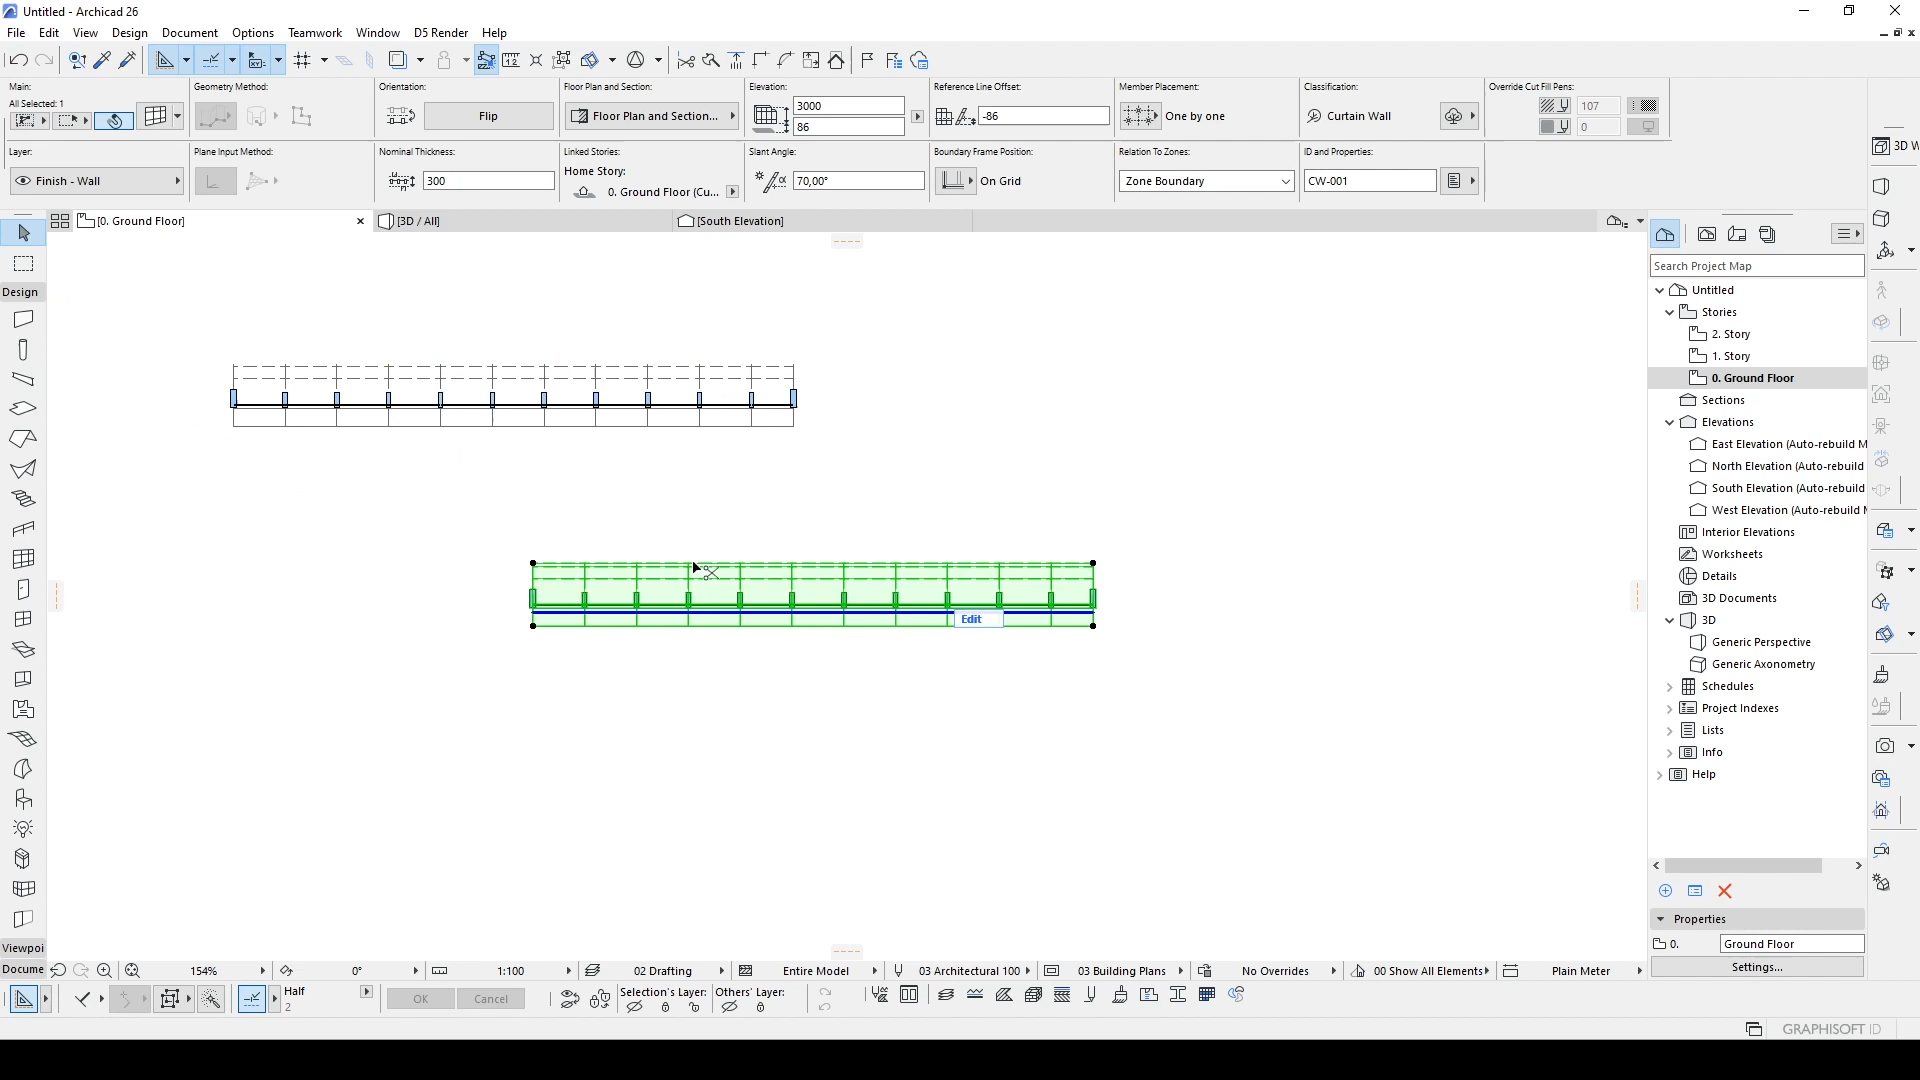 Untitled - Archicad 26
File Edit View Design Document Options Teamwork Window D5 Render Help
Main: Geometry Method: Orientation: Floor Plan and Section: Elevation: Reference Line Offset: Member Placement: Classification: Override Cut Fill Pens:
All Selected: 1
Flip Floor Plan and Section... 3000 86 -86 One by one Curtain Wall 107 0
Layer: Plane Input Method: Nominal Thickness: Linked Stories: Slant Angle: Boundary Frame Position: Relation To Zones: ID and Properties:
Home Story:
Finish - Wall 300 0. Ground Floor (Cu... 70,00° On Grid Zone Boundary CW-001
3D W
[0. Ground Floor] [3D / All] [South Elevation]
Design
Search Project Map
Untitled
Stories
2. Story
1. Story
0. Ground Floor
Sections
Elevations
East Elevation (Auto-rebuild M
North Elevation (Auto-rebuild
South Elevation (Auto-rebuild
West Elevation (Auto-rebuild M
Interior Elevations
Worksheets
Details
3D Documents
3D
Generic Perspective
Generic Axonometry
Schedules
Project Indexes
Lists
Info
Help
Edit
Properties
0. Ground Floor
Settings...
Viewpoi
Docume
154% 0° 1:100 02 Drafting Entire Model 03 Architectural 100 03 Building Plans No Overrides 00 Show All Elements Plain Meter
Half
2
OK Cancel
Selection's Layer: Others' Layer:
GRAPHISOFT ID